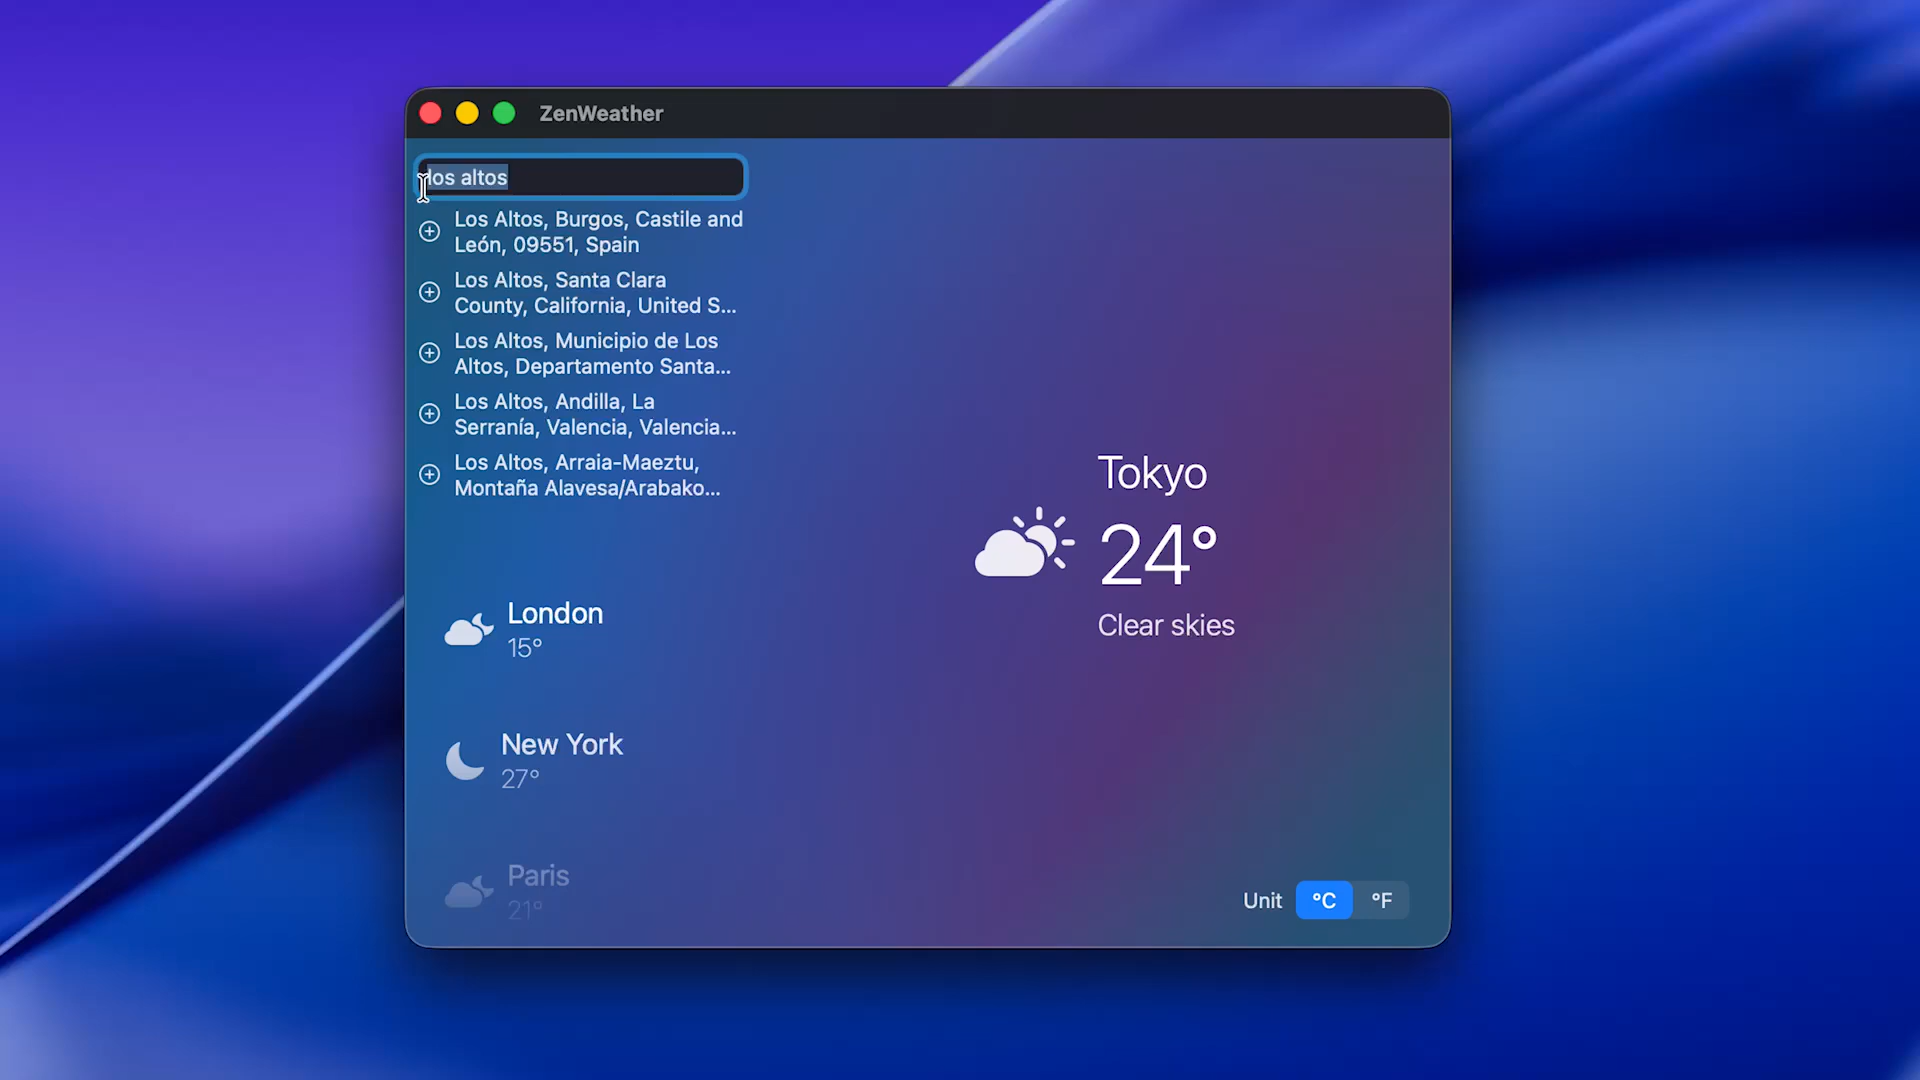 ZenWeather
los altos
Los Altos, Burgos, Castile and
León, 09551, Spain
Los Altos, Santa Clara
County, California, United S...
Los Altos, Municipio de Los
Altos, Departamento Santa...
Los Altos, Andilla, La
Serranía, Valencia, Valencia...
Los Altos, Arraia-Maeztu,
Montaña Alavesa/Arabako...
Tokyo
24°
Clear skies
London
15°
New York
27°
Paris
21°
Unit °C °F